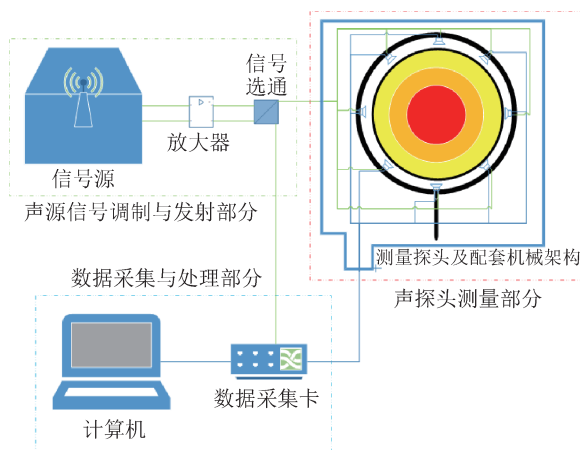 信号
选通
放大器
信号源
声源信号调制与发射部分
测量探头及配套机械架构
声探头测量部分
数据采集与处理部分
数据采集卡
计算机